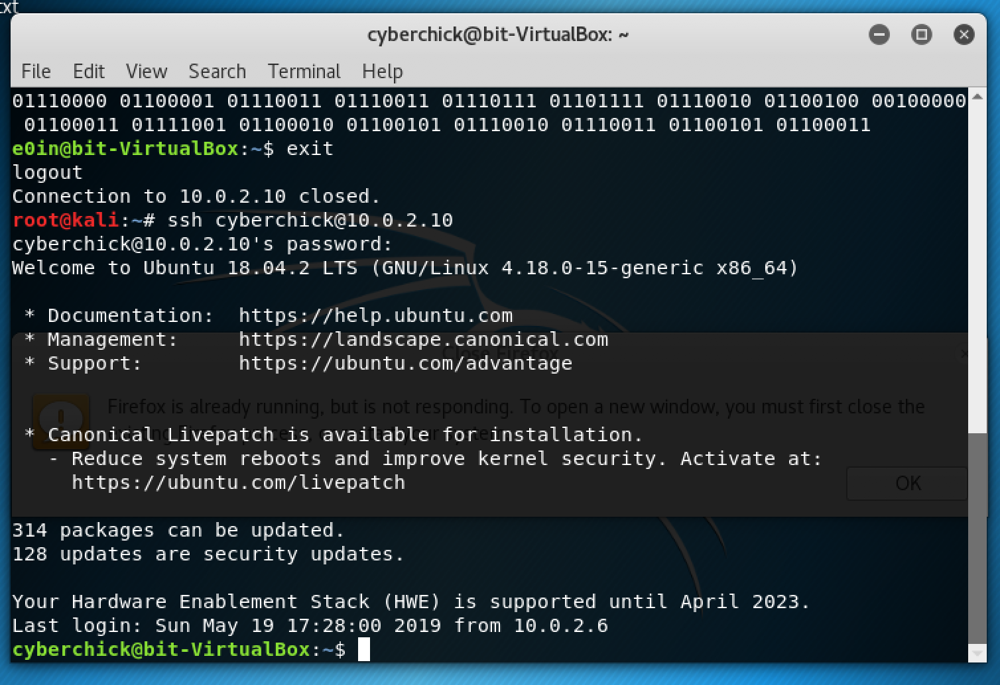 txt
cyberchick@bit-VirtualBox: ~
File Edit View Search Terminal Help
01110000 01100001 01110011 01110011 01110111 01101111 01110010 01100100 00100000
01100011 01111001 01100010 01100101 01110010 01110011 01100101 01100011
e0in@bit-VirtualBox:~$ exit
logout
Connection to 10.0.2.10 closed.
root@kali:~# ssh cyberchick@10.0.2.10
cyberchick@10.0.2.10's password:
Welcome to Ubuntu 18.04.2 LTS (GNU/Linux 4.18.0-15-generic x86_64)
* Documentation: https://help.ubuntu.com
* Management: https://landscape.canonical.com
Close Firefox
* Support: https://ubuntu.com/advantage
Firefox is already running, but is not responding. To open a new window, you must first close the
* Canonical Livepatch is available for installation.
- Reduce system reboots and improve kernel security. Activate at:
https://ubuntu.com/livepatch
OK
314 packages can be updated.
128 updates are security updates.
Your Hardware Enablement Stack (HWE) is supported until April 2023.
Last login: Sun May 19 17:28:00 2019 from 10.0.2.6
cyberchick@bit-VirtualBox:~$